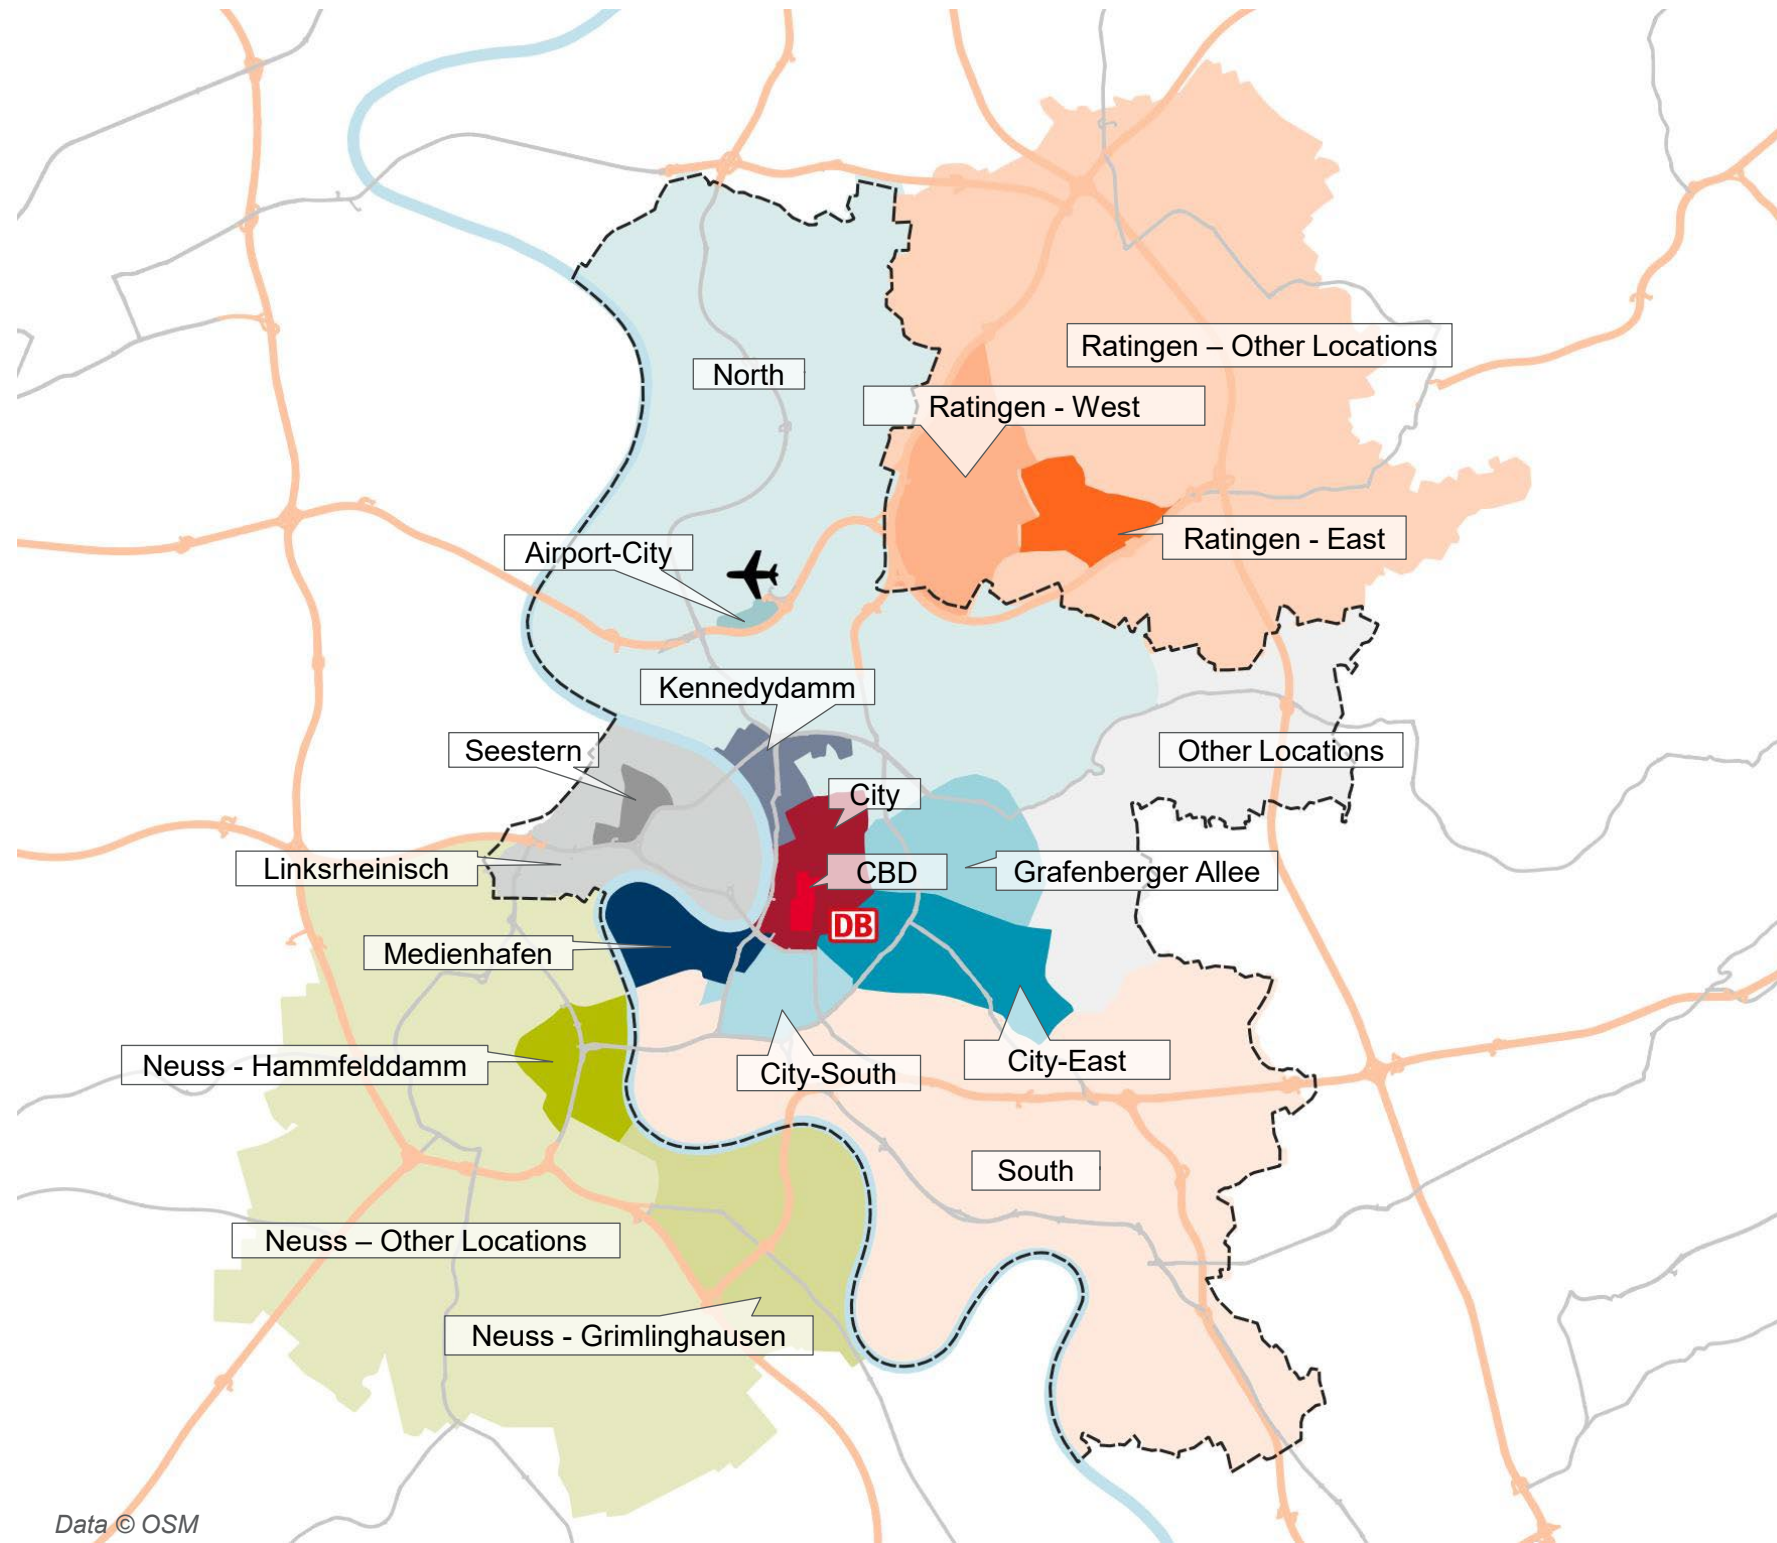 Ratingen – Other Locations
North
Ratingen - West
Ratingen - East
Airport-City
Kennedydamm
Seestern
Other Locations
City
Linksrheinisch
CBD
Grafenberger Allee
DB
Medienhafen
Neuss - Hammfelddamm
City-South
City-East
South
Neuss – Other Locations
Neuss - Grimlinghausen
Data © OSM